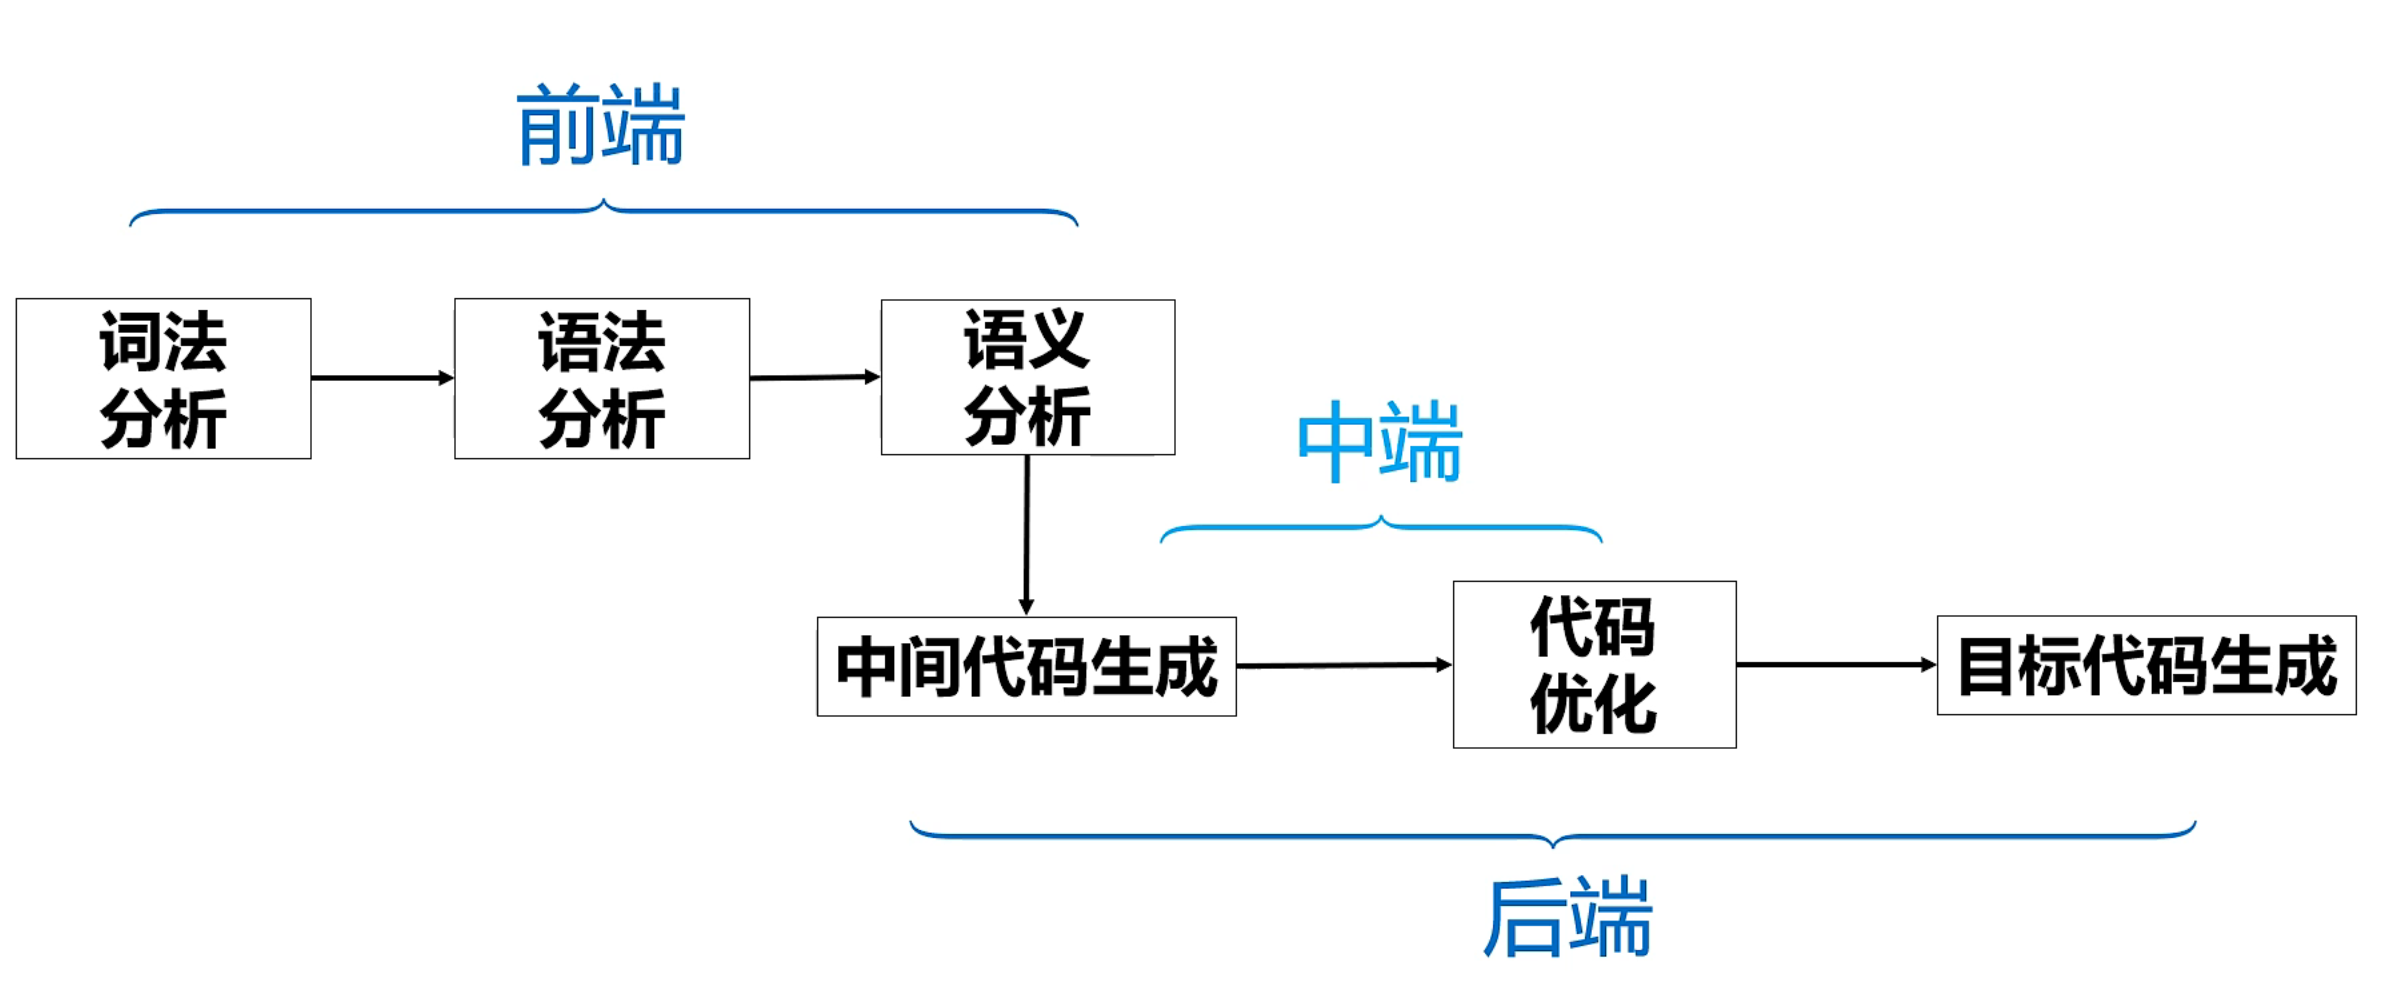 前端
词法
分析
语法
分析
语义
分析
中端
中间代码生成
代码
优化
目标代码生成
后端